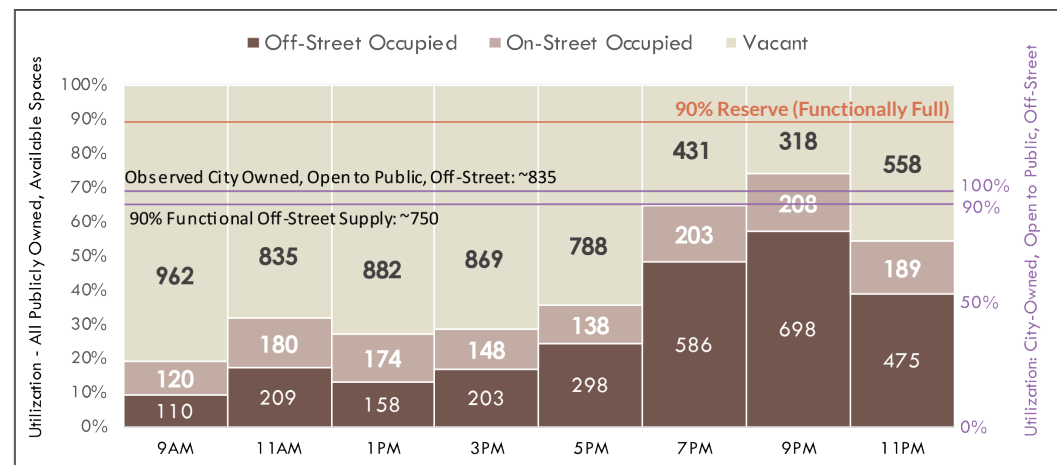 Off-Street Occupied On-Street Occupied Vacant
Utilization - All Publicly Owned, Available Spaces
100%
90%
80%
70%
60%
50%
40%
30%
20%
10%
0%
90% Reserve (Functionally Full)
Observed City Owned, Open to Public, Off-Street: ~835
90% Functional Off-Street Supply: ~750
962 835 882 869 788 431 318 558
120 180 174 148 138 203 208 189
110 209 158 203 298 586 698 475
9AM 11AM 1PM 3PM 5PM 7PM 9PM 11PM
100%
90%
50%
0%
Utilization: City-Owned, Open to Public, Off-Street